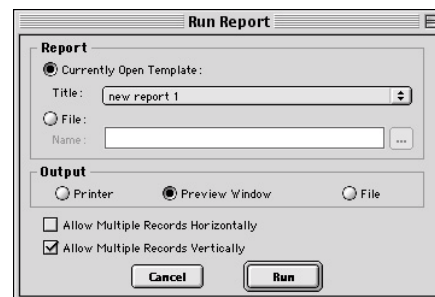 Run Report
Report
Currently Open Template:
Title: new report 1
File:
Name: ...
Output
Printer Preview Window File
Allow Multiple Records Horizontally
Allow Multiple Records Vertically
Cancel Run